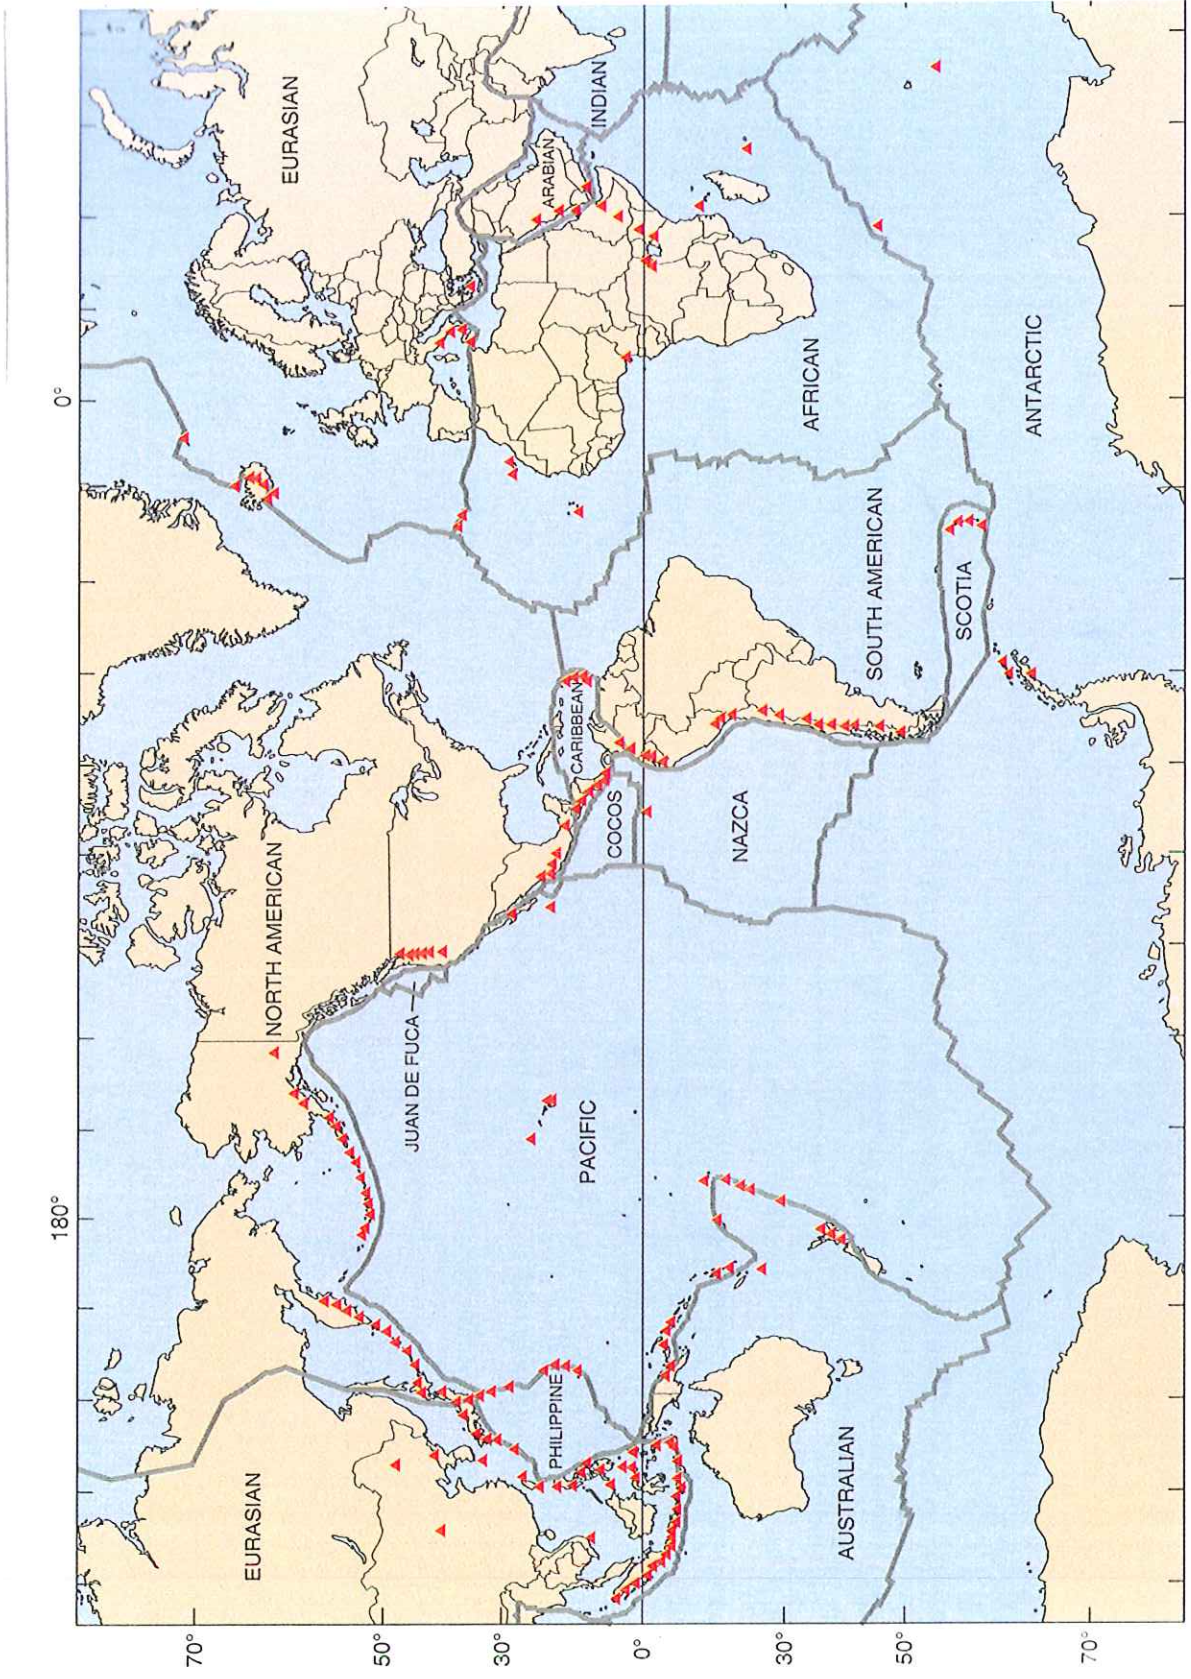 180°
0°
70°
EURASIAN
NORTH AMERICAN
EURASIAN
50°
JUAN DE FUCA
30°
PHILIPPINE
ARABIAN
CARIBBEAN
PACIFIC
INDIAN
COCOS
0°
NAZCA
30°
AFRICAN
AUSTRALIAN
SOUTH AMERICAN
50°
SCOTIA
ANTARCTIC
70°